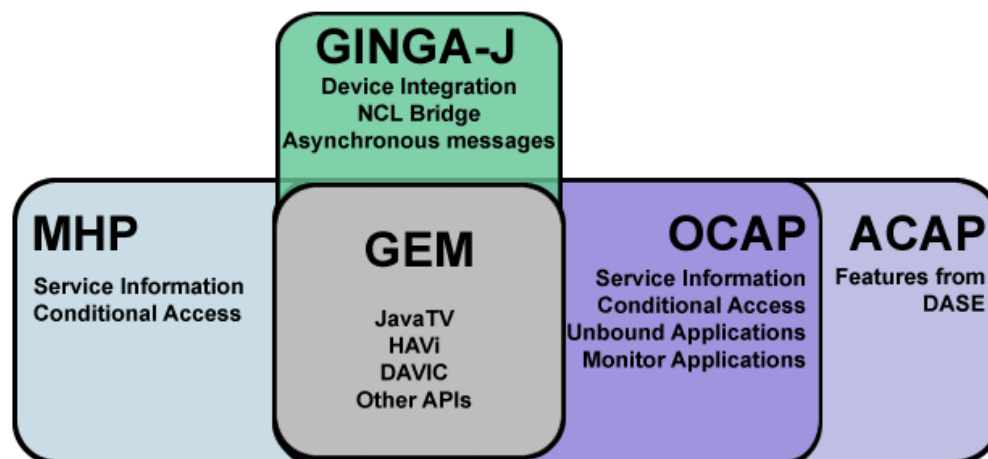 GINGA-J
Device Integration
NCL Bridge
Asynchronous messages
MHP
Service Information
Conditional Access
GEM
JavaTV
HAVi
DAVIC
Other APIs
OCAP
Service Information
Conditional Access
Unbound Applications
Monitor Applications
ACAP
Features from
DASE